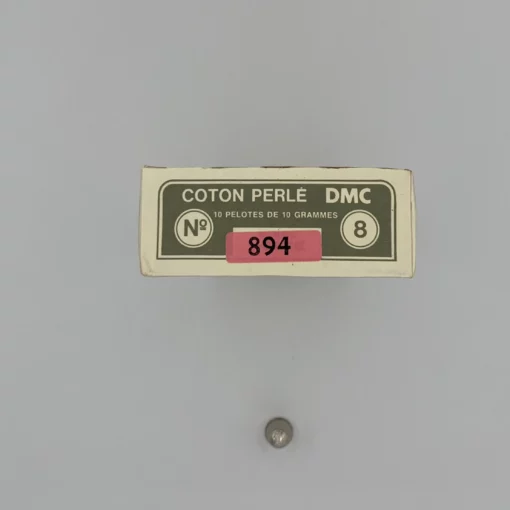 COTON PERLÉ DMC
10 PELOTES DE 10 GRAMMES
Nº 8
894